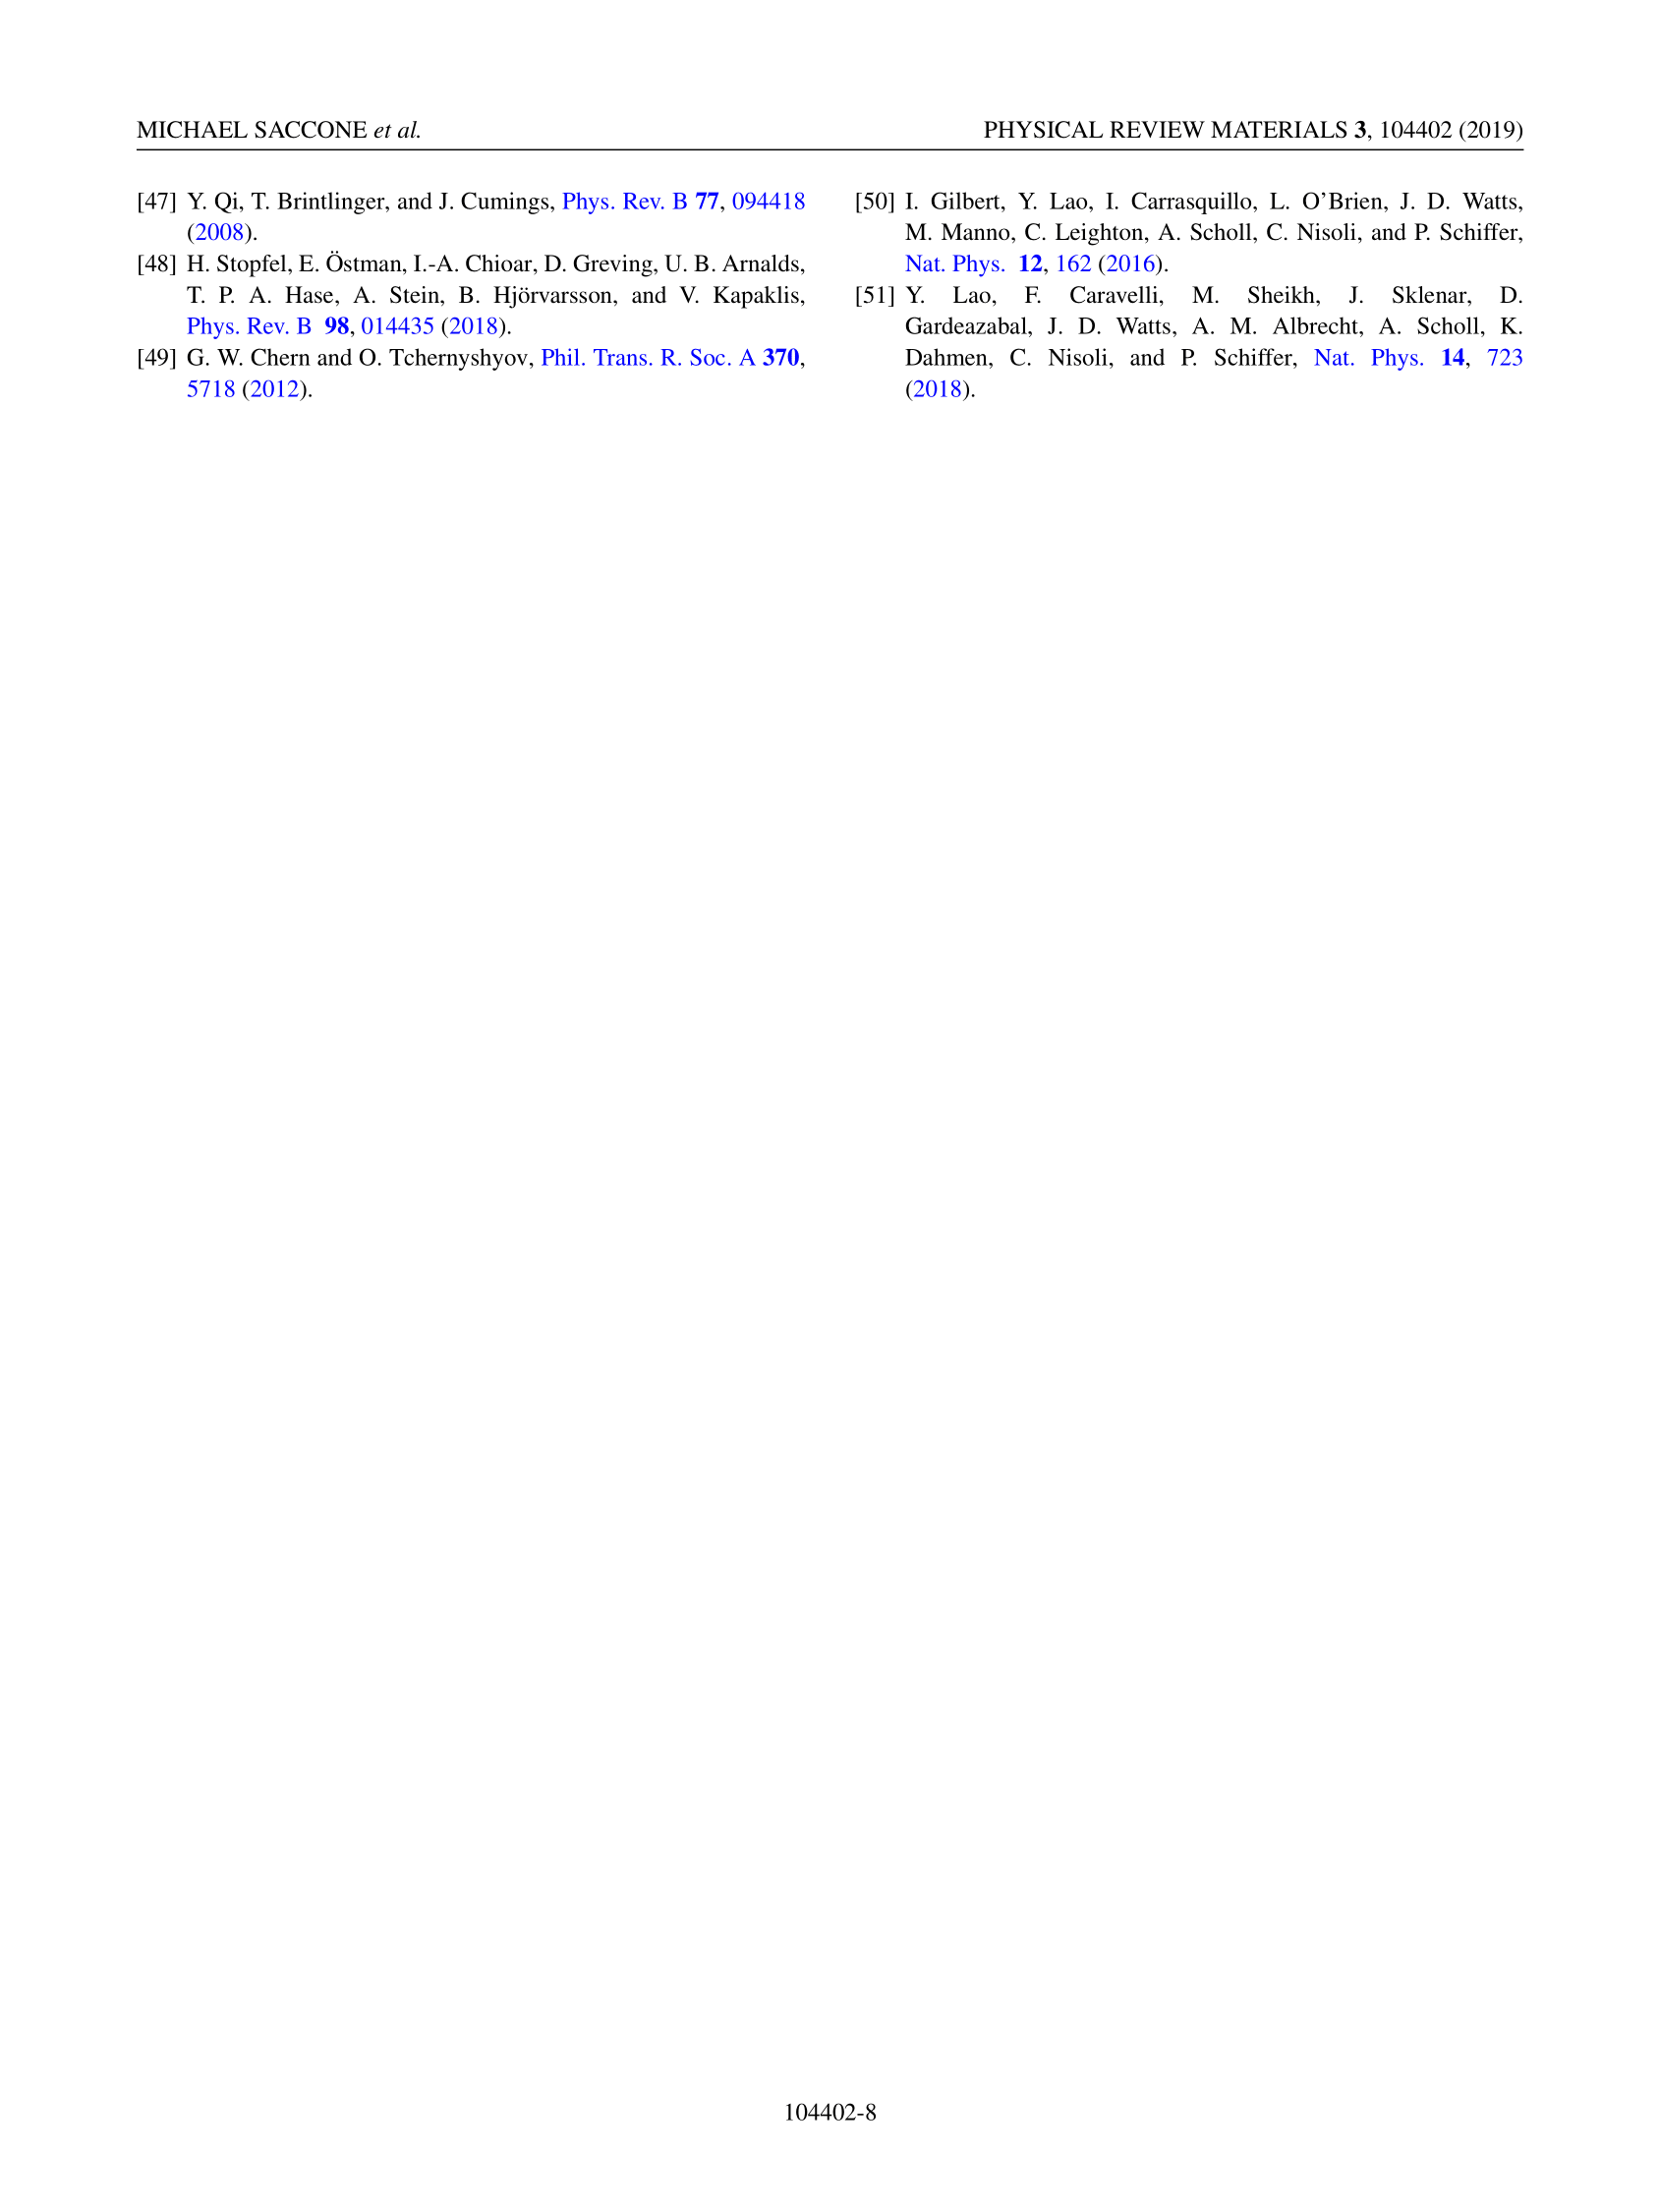 MICHAEL SACCONE et al.
PHYSICAL REVIEW MATERIALS 3, 104402 (2019)
[47] Y. Qi, T. Brintlinger, and J. Cumings, Phys. Rev. B 77, 094418
(2008).
[48] H. Stopfel, E. Östman, I.-A. Chioar, D. Greving, U. B. Arnalds,
T. P. A. Hase, A. Stein, B. Hjörvarsson, and V. Kapaklis,
Phys. Rev. B 98, 014435 (2018).
[49] G. W. Chern and O. Tchernyshyov, Phil. Trans. R. Soc. A 370,
5718 (2012).
[50] I. Gilbert, Y. Lao, I. Carrasquillo, L. O’Brien, J. D. Watts,
M. Manno, C. Leighton, A. Scholl, C. Nisoli, and P. Schiffer,
Nat. Phys. 12, 162 (2016).
[51] Y. Lao, F. Caravelli, M. Sheikh, J. Sklenar, D.
Gardeazabal, J. D. Watts, A. M. Albrecht, A. Scholl, K.
Dahmen, C. Nisoli, and P. Schiffer, Nat. Phys. 14, 723
(2018).
104402-8